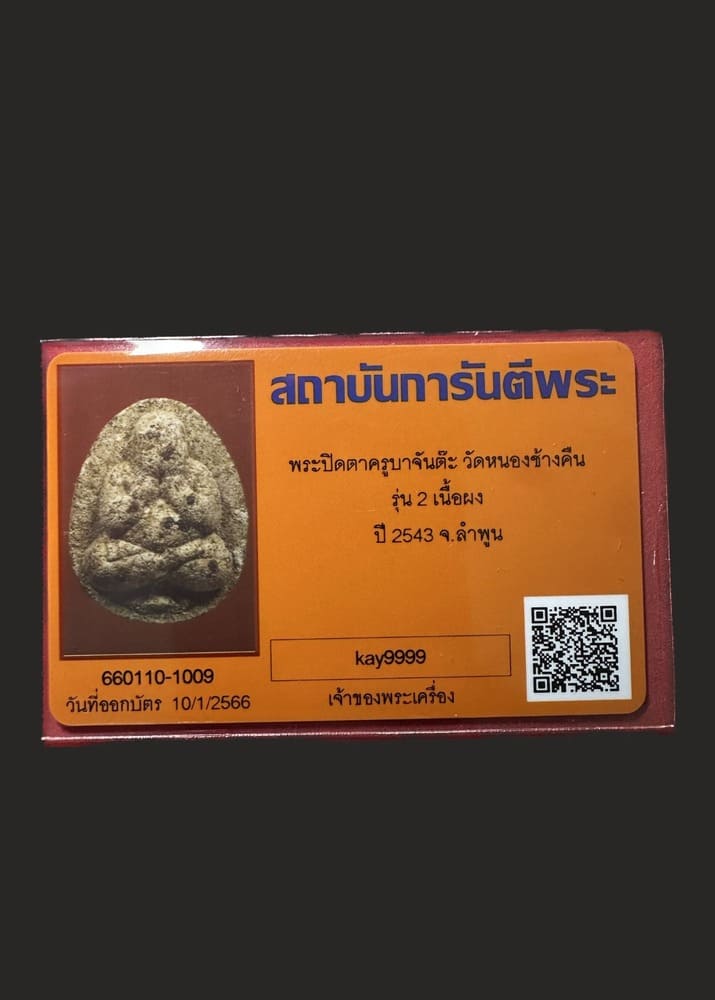 สถาบันการันตีพระ
พระปิดตาครูบาจันต๊ะ วัดหนองช้างคืน
รุ่น 2 เนื้อผง
ปี 2543 จ.ลำพูน
kay9999
เจ้าของพระเครื่อง
660110-1009
วันที่ออกบัตร 10/1/2566